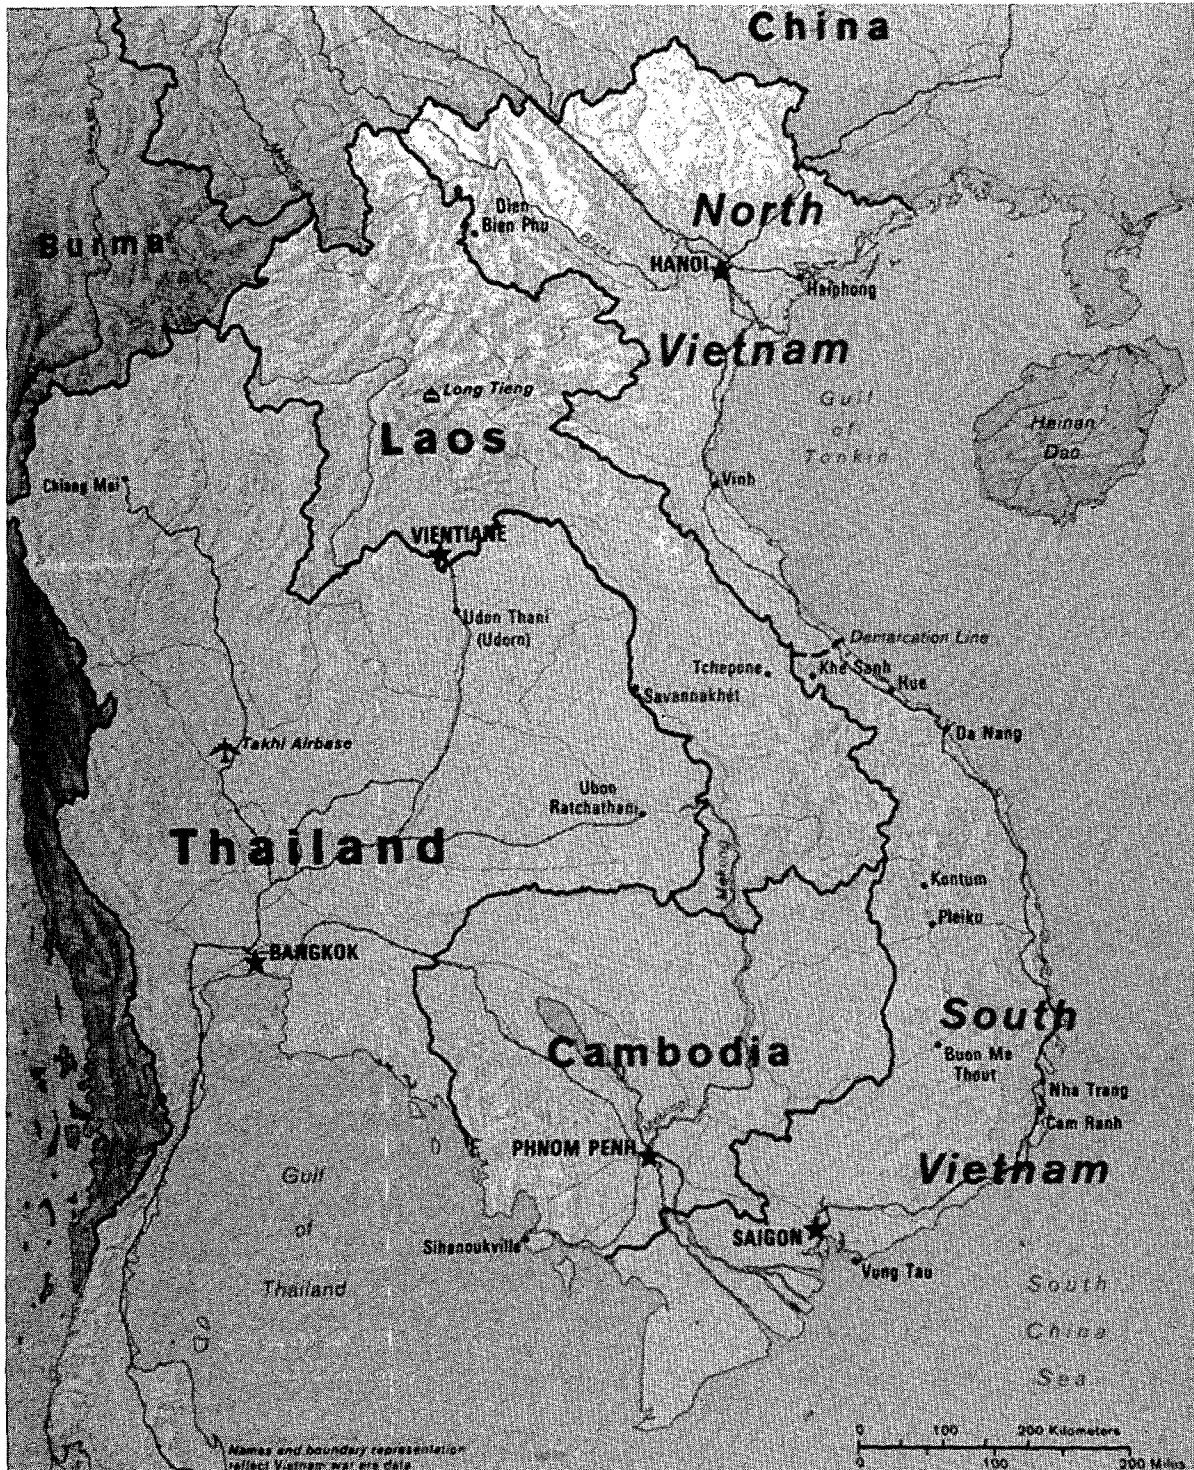 China
North
Dien
Bien Phu
Burma
HANOI
Haiphong
Vietnam
Long Tieng
Gulf
of
Tonkin
Hainan
Dao
Laos
Chiang Mai
Vinh
VIENTIANE
Udon Thani
(Udorn)
Demarcation Line
Tchepone
Khe Sanh
Hue
Savannakhét
Da Nang
Takhli Airbase
Ubon
Ratchathani
Thailand
Mekong
Kontum
Pleiku
BANGKOK
South
Cambodia
Buon Me
Thout
Nha Trang
Cam Ranh
PHNOM PENH
Vietnam
Gulf
of
Thailand
SAIGON
Sihanoukville
Vung Tau
South
China
Sea
0 100 200 Kilometers
0 100 200 Miles
Names and boundary representation
reflect Vietnam war era data